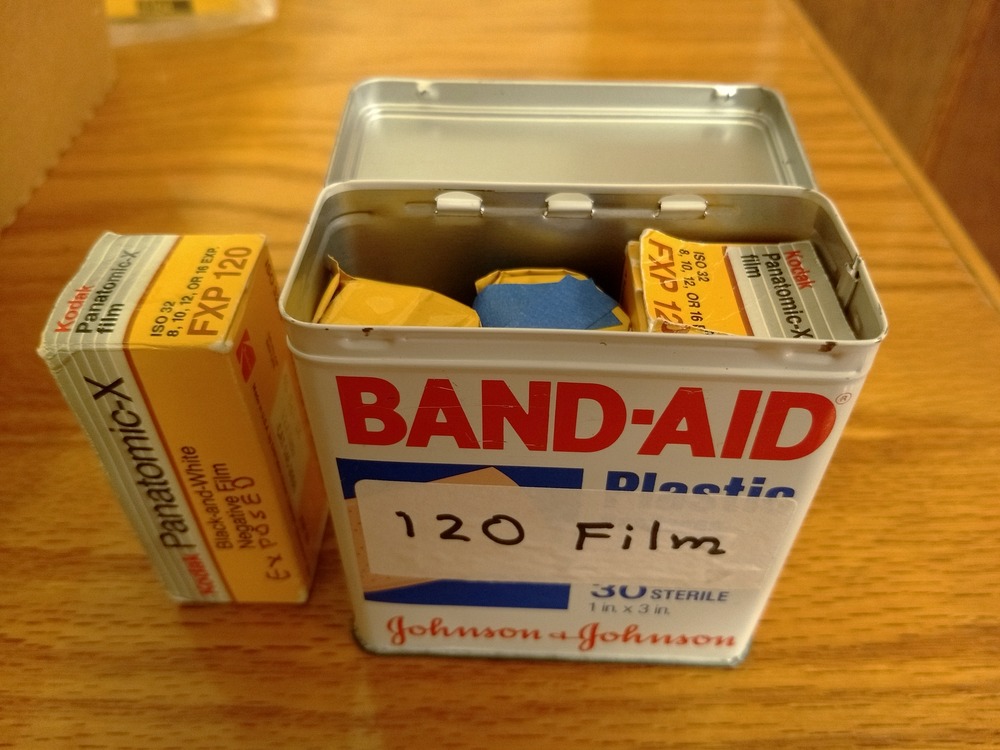 Kodak
Panatomic-X
film
ISO 32
8, 10, 12, OR 16 EXP.
FXP 120
Kodak Panatomic-X
Black-and-White
Negative Film
ExposED
FXP 120
ISO 32
8, 10, 12, OR 16
Kodak
Panatomic-X
film
BAND-AID®
Plastic
120 Film
30 STERILE
1 in. x 3 in.
Johnson + Johnson